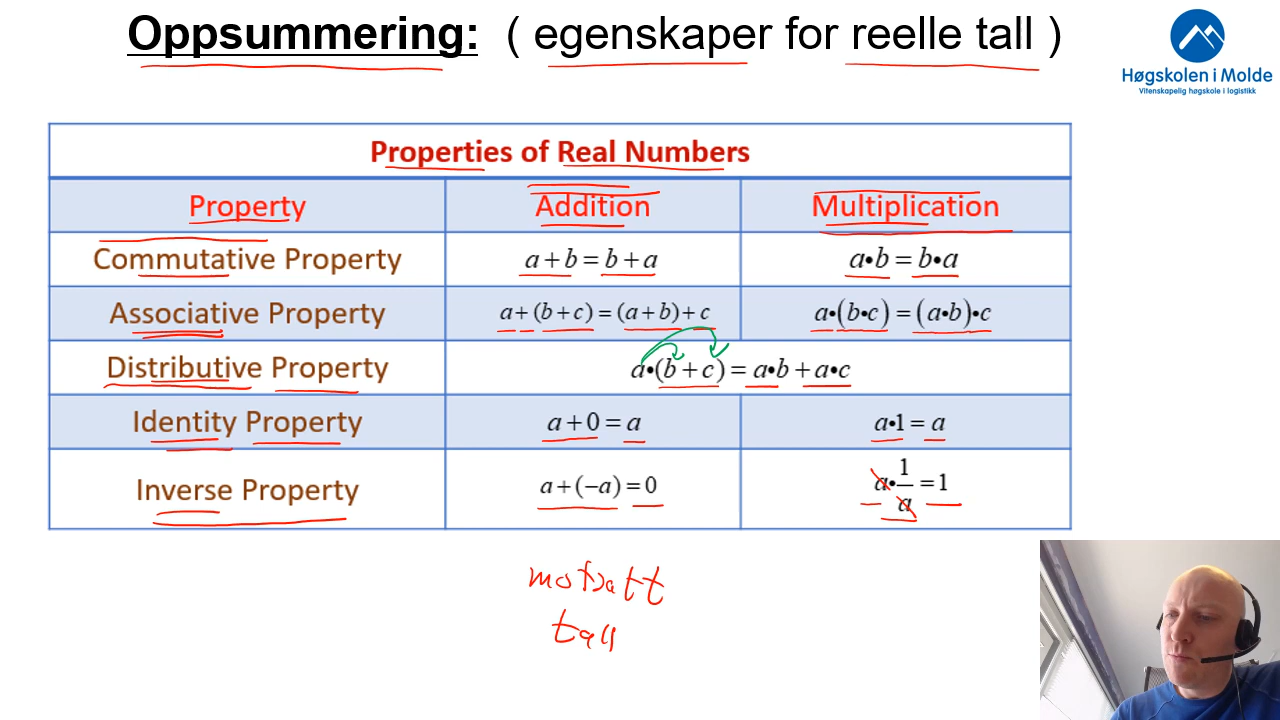 Oppsummering: ( egenskaper for reelle tall )
Høgskolen i Molde
Vitenskapelig høgskole i logistikk
Properties of Real Numbers
Property Addition Multiplication
Commutative Property a+b=b+a a•b=b•a
Associative Property a+(b+c)=(a+b)+c a•(b•c)=(a•b)•c
Distributive Property a•(b+c)=a•b+a•c
Identity Property a+0=a a•1=a
Inverse Property a+(−a)=0 a•1/a=1
motsatt
tall